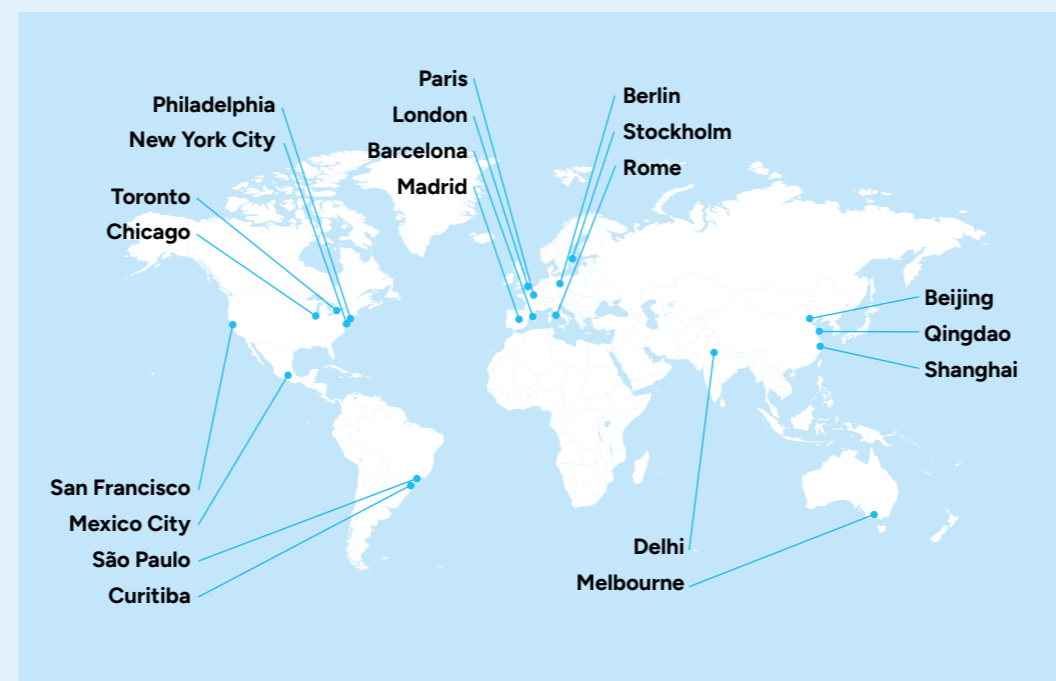 Philadelphia
New York City
Toronto
Chicago
Paris
London
Barcelona
Madrid
Berlin
Stockholm
Rome
Beijing
Qingdao
Shanghai
San Francisco
Mexico City
São Paulo
Curitiba
Delhi
Melbourne